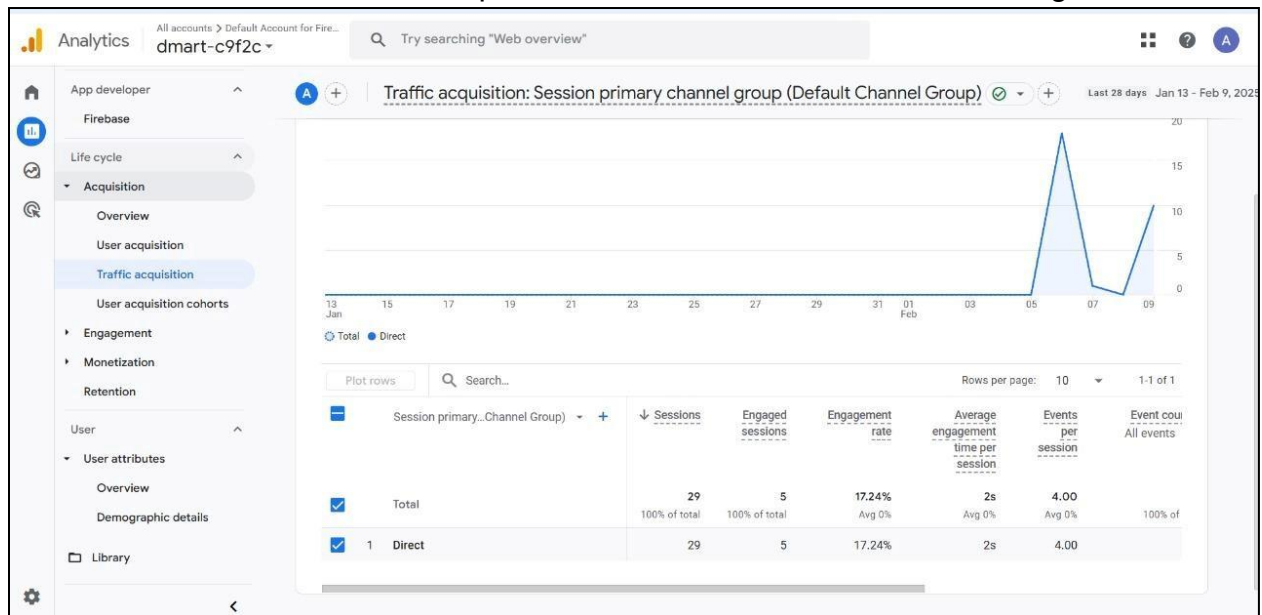 All accounts > Default Account for Fire...
Analytics dmart-c9f2c
Try searching "Web overview"
A
App developer
Firebase
Life cycle
Acquisition
Overview
User acquisition
Traffic acquisition
User acquisition cohorts
Engagement
Monetization
Retention
User
User attributes
Overview
Demographic details
Library
A
Traffic acquisition: Session primary channel group (Default Channel Group)
Last 28 days Jan 13 - Feb 9, 2025
20
15
10
5
0
13 15 17 19 21 23 25 27 29 31 01 03 05 07 09
Jan Feb
Total Direct
Plot rows Search... Rows per page: 10 1-1 of 1
Session primary...Channel Group) + ↓ Sessions Engaged Engagement Average Events Event cou
sessions rate engagement per All events
time per session
session
Total 29 5 17.24% 2s 4.00
100% of total 100% of total Avg 0% Avg 0% Avg 0% 100% of
1 Direct 29 5 17.24% 2s 4.00